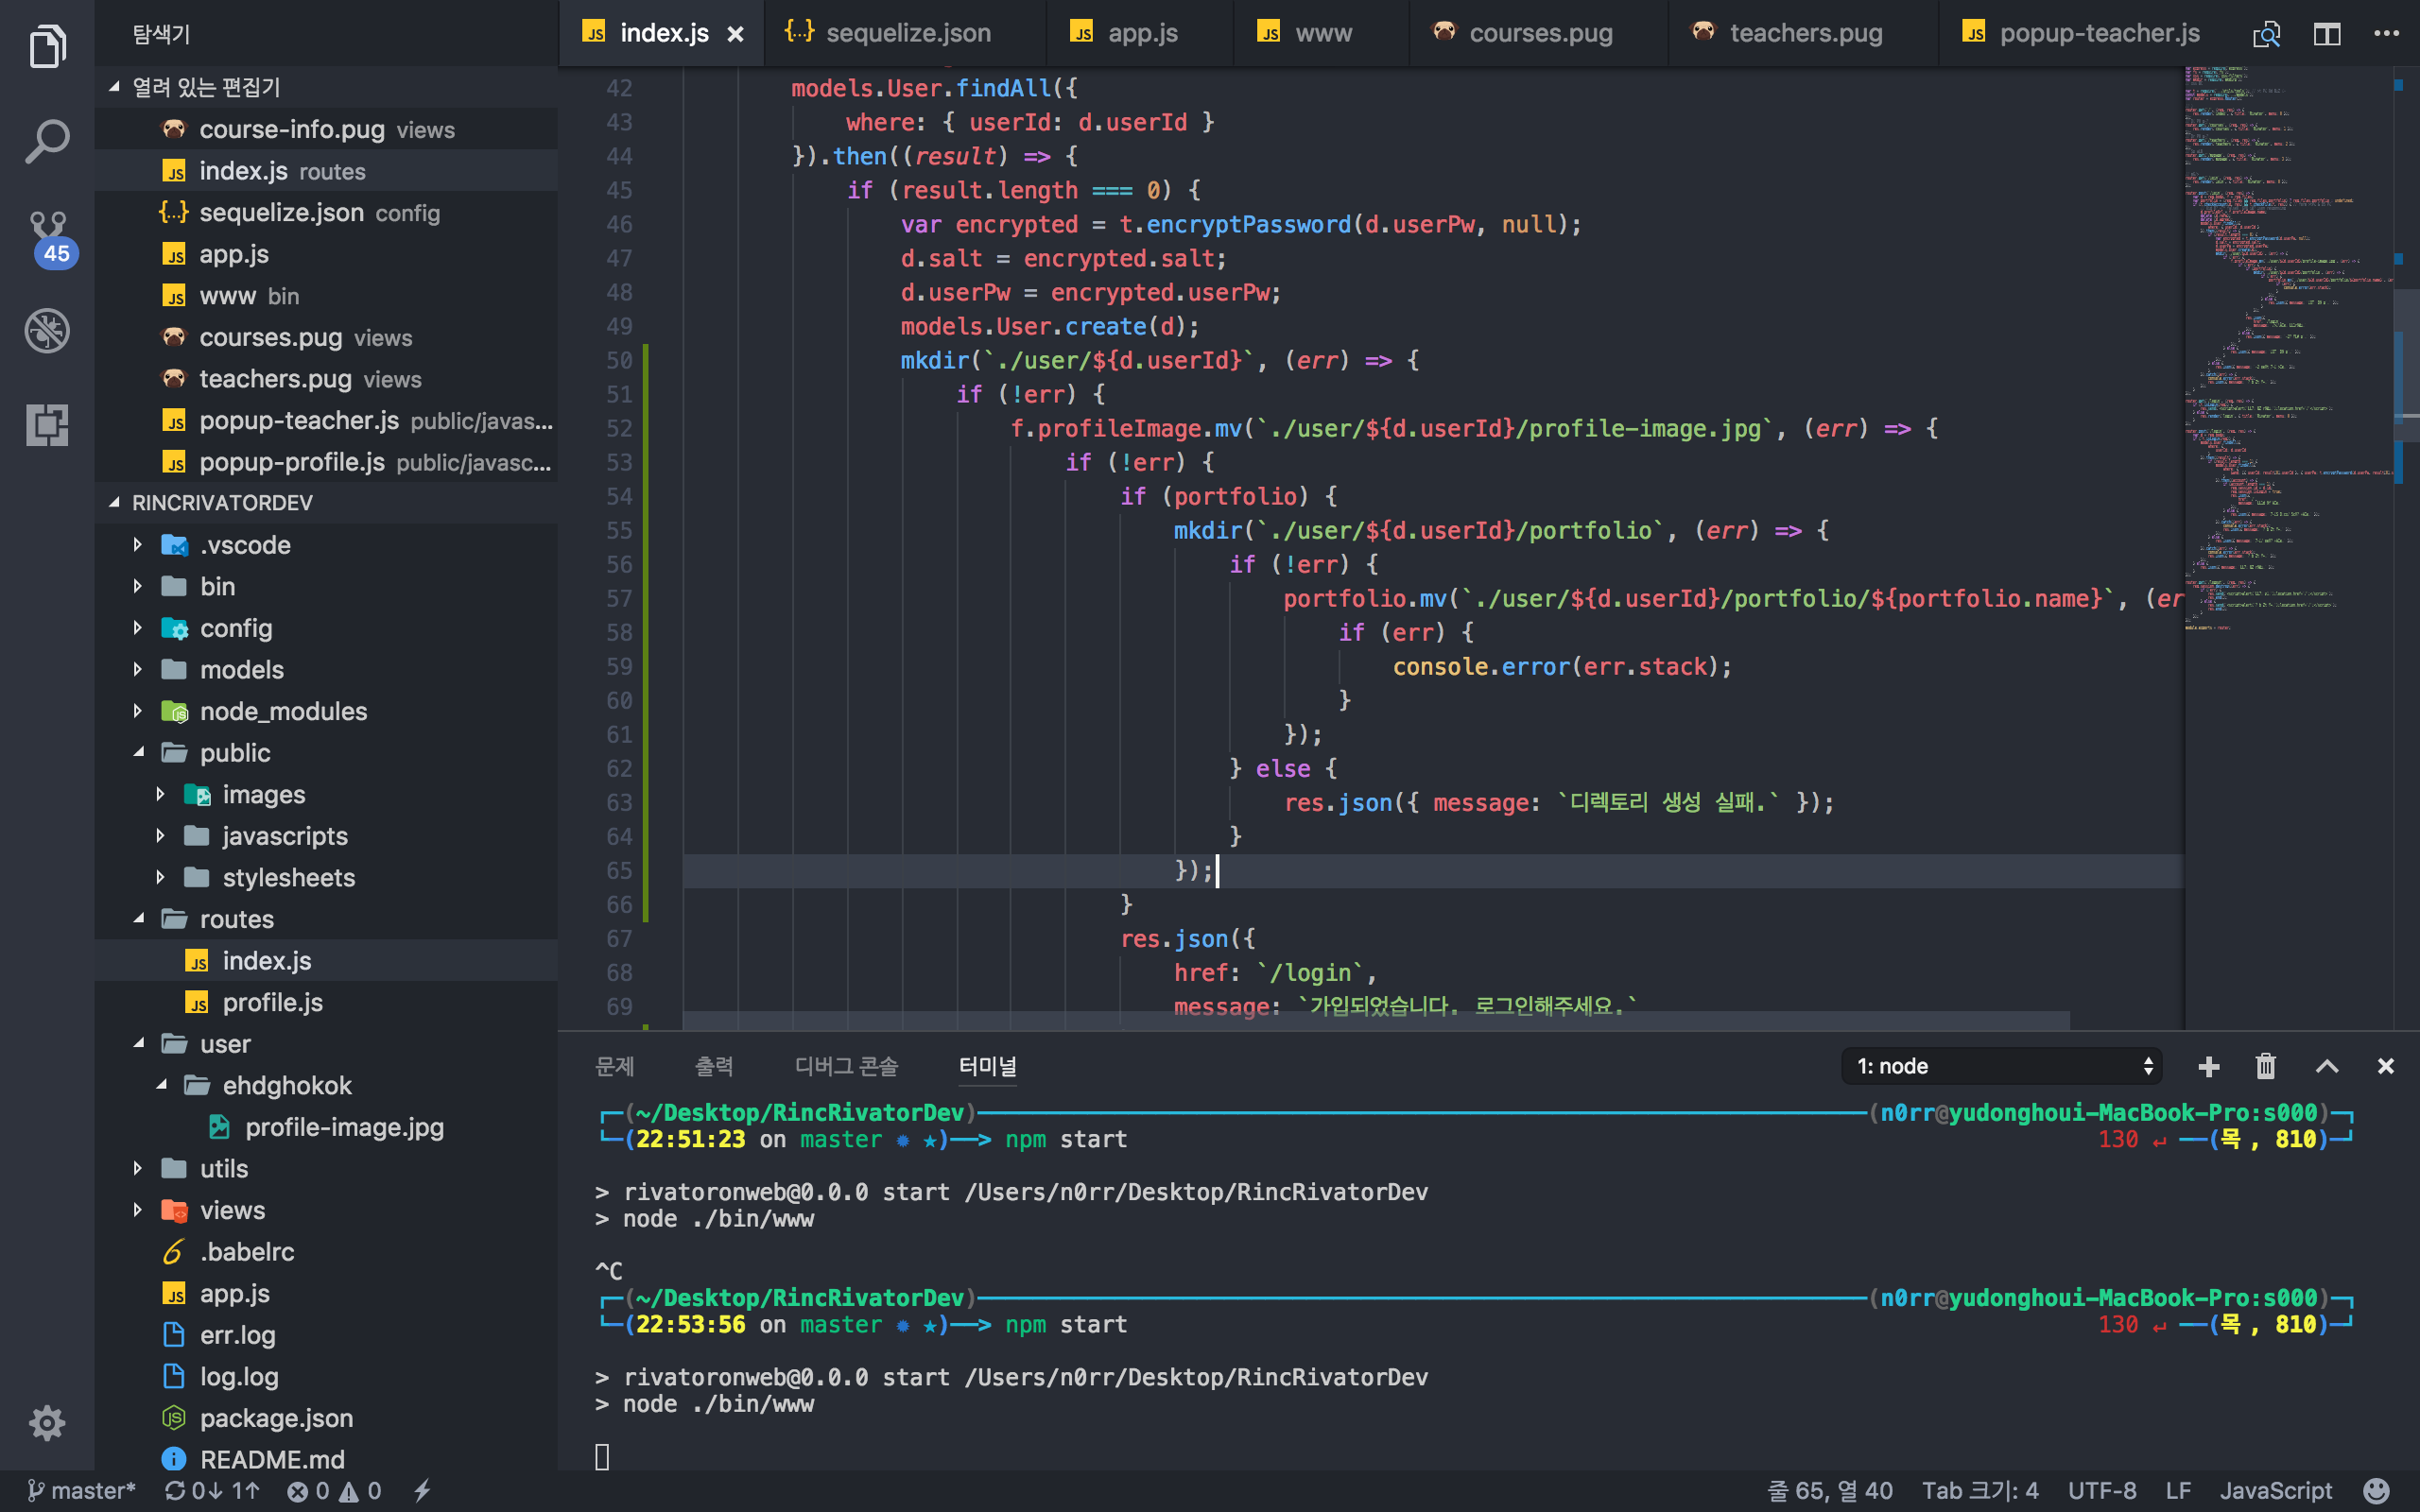 탐색기
열려 있는 편집기
course-info.pug views
index.js routes
sequelize.json config
app.js
www bin
courses.pug views
teachers.pug views
popup-teacher.js public/javas...
popup-profile.js public/javasc...
RINCRIVATORDEV
.vscode
bin
config
models
node_modules
public
images
javascripts
stylesheets
routes
index.js
profile.js
user
ehdghokok
profile-image.jpg
utils
views
.babelrc
app.js
err.log
log.log
package.json
README.md
45
index.js sequelize.json app.js www courses.pug teachers.pug popup-teacher.js
42 models.User.findAll({
43 where: { userId: d.userId }
44 }).then((result) => {
45 if (result.length === 0) {
46 var encrypted = t.encryptPassword(d.userPw, null);
47 d.salt = encrypted.salt;
48 d.userPw = encrypted.userPw;
49 models.User.create(d);
50 mkdir(`./user/${d.userId}`, (err) => {
51 if (!err) {
52 f.profileImage.mv(`./user/${d.userId}/profile-image.jpg`, (err) => {
53 if (!err) {
54 if (portfolio) {
55 mkdir(`./user/${d.userId}/portfolio`, (err) => {
56 if (!err) {
57 portfolio.mv(`./user/${d.userId}/portfolio/${portfolio.name}`, (er
58 if (err) {
59 console.error(err.stack);
60 }
61 });
62 } else {
63 res.json({ message: `디렉토리 생성 실패.` });
64 }
65 });
66 }
67 res.json({
68 href: `/login`,
69 message: `가입되었습니다. 로그인해주세요.`
문제 출력 디버그 콘솔 터미널 1: node
┌─(~/Desktop/RincRivatorDev)──(n0rr@yudonghoui-MacBook-Pro:s000)─┐
└─(22:51:23 on master ✹ ★)──> npm start 130 ↵ ──(목 , 810)─┘
> rivatoronweb@0.0.0 start /Users/n0rr/Desktop/RincRivatorDev
> node ./bin/www
^C
┌─(~/Desktop/RincRivatorDev)──(n0rr@yudonghoui-MacBook-Pro:s000)─┐
└─(22:53:56 on master ✹ ★)──> npm start 130 ↵ ──(목 , 810)─┘
> rivatoronweb@0.0.0 start /Users/n0rr/Desktop/RincRivatorDev
> node ./bin/www
master* 0↓ 1↑ 0 0 줄 65, 열 40 Tab 크기: 4 UTF-8 LF JavaScript